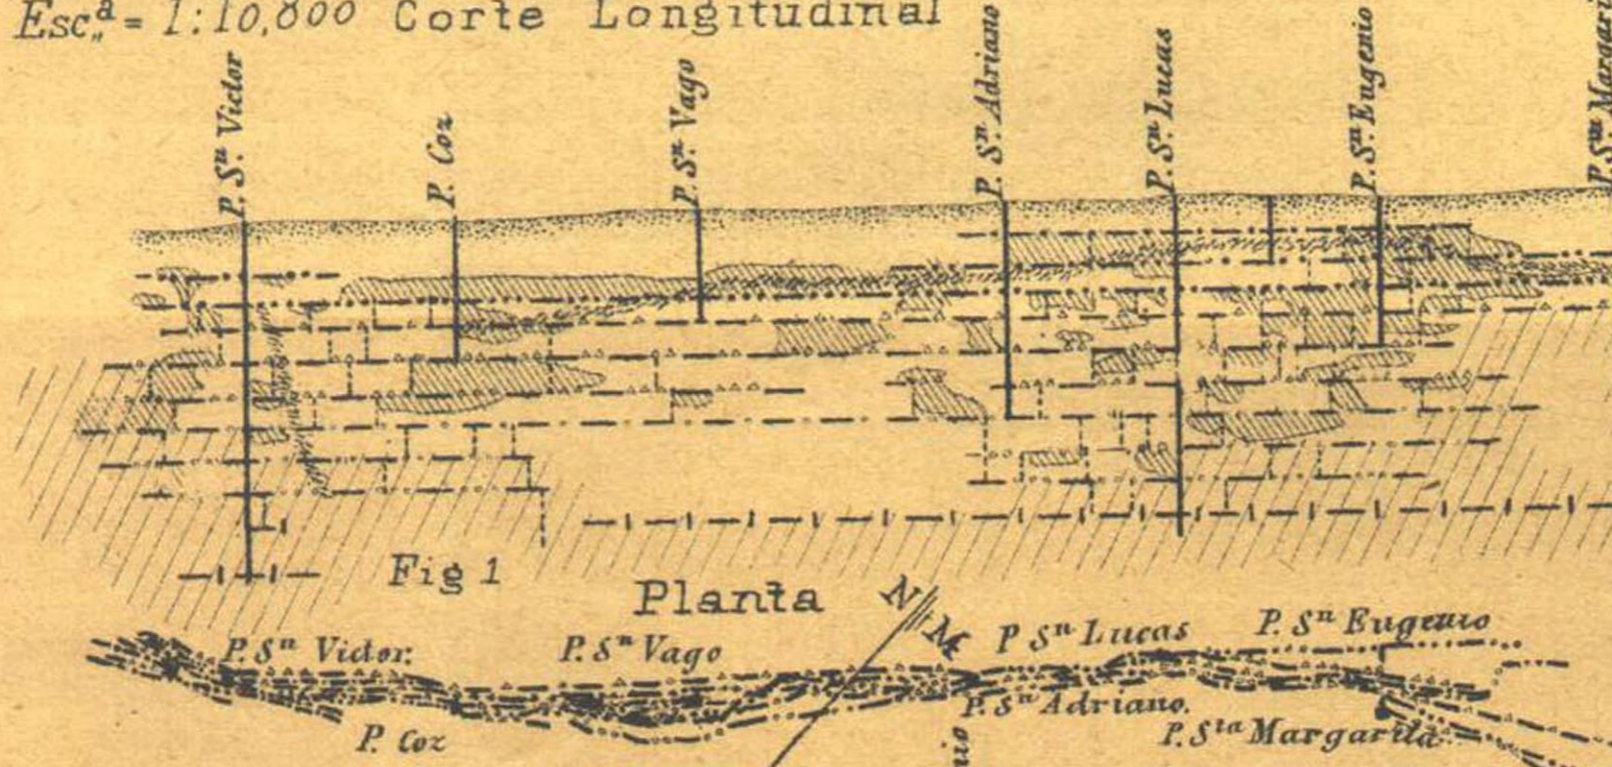 Esc.ª = 1:10,000 Corte Longitudinal
P. Sⁿ. Victor
P. Coz
P. Sⁿ. Vago
P. Sⁿ. Adriano
P. Sⁿ. Lucas
P. Sⁿ. Eugenio
Fig 1
Planta
N M
P. Sⁿ Victor.
P. Sⁿ Vago
P Sⁿ Lucas
P. Sⁿ Eugenio
P. Coz
P. Sⁿ Adriano.
P. Sᵗᵃ Margarita